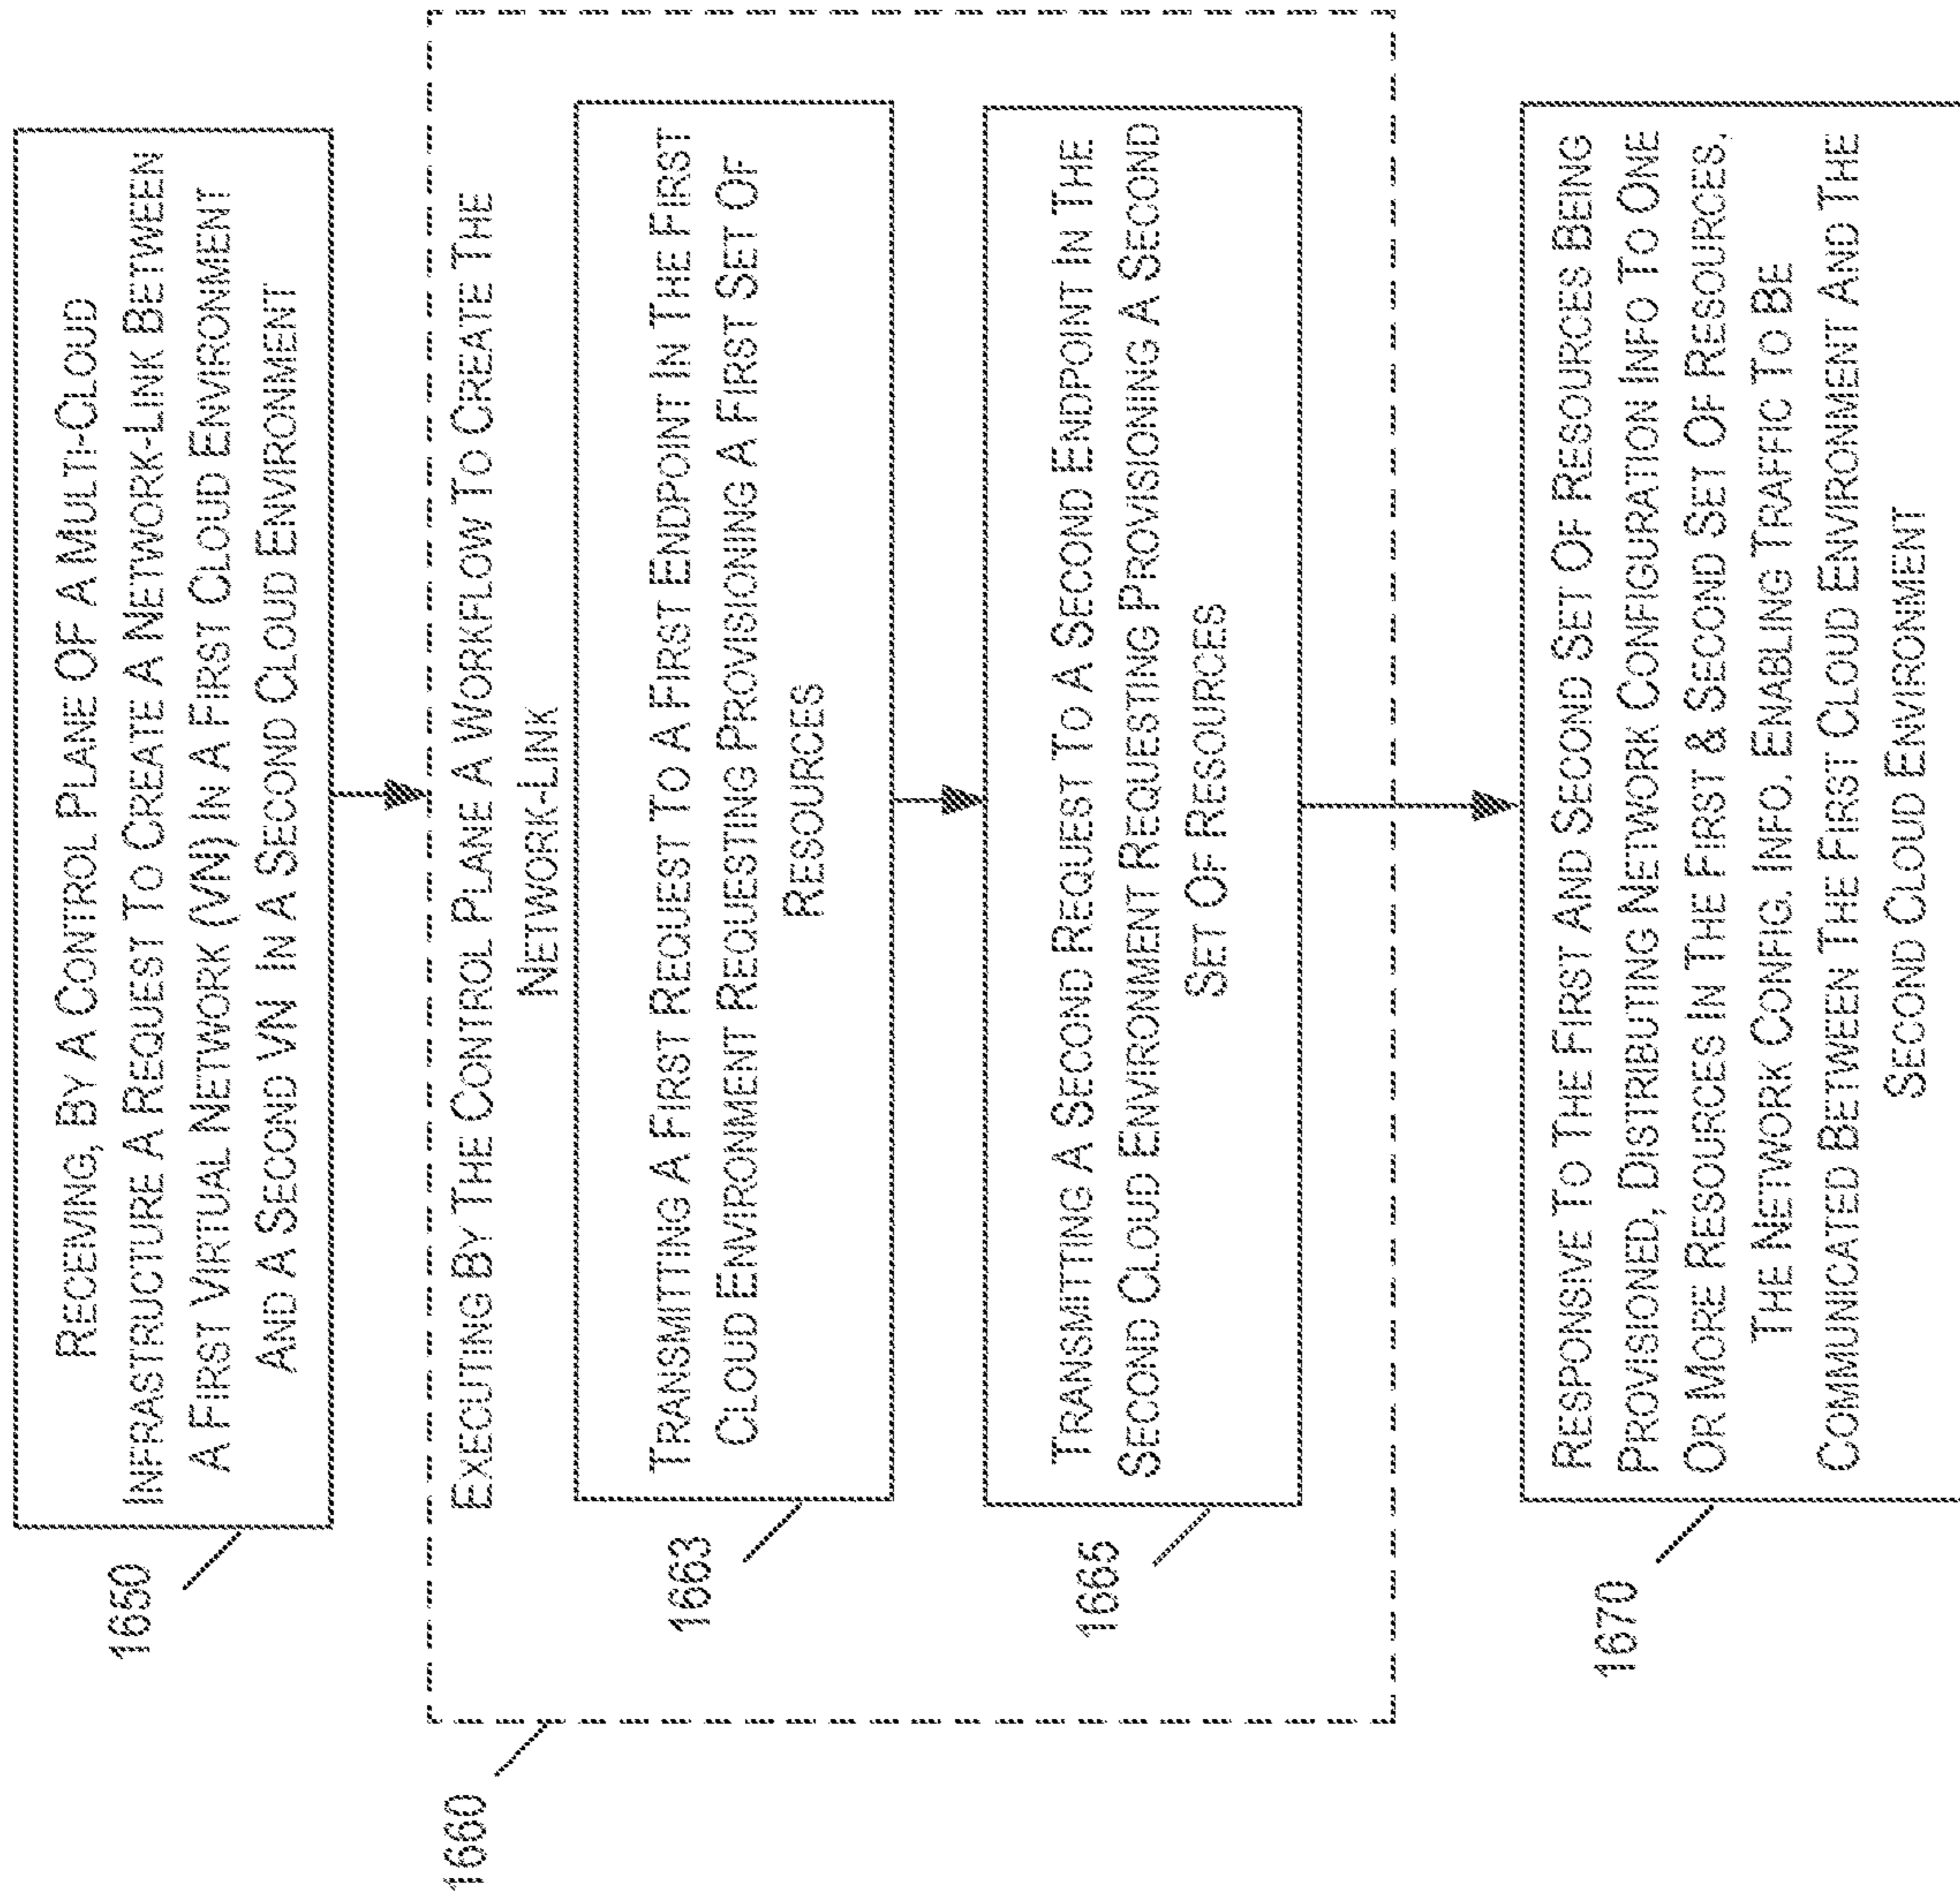 1650
RECEIVING, BY A CONTROL PLANE OF A MULTI-CLOUD
INFRASTRUCTURE A REQUEST TO CREATE A NETWORK-LINK BETWEEN
A FIRST VIRTUAL NETWORK (VN) IN A FIRST CLOUD ENVIRONMENT
AND A SECOND VN IN A SECOND CLOUD ENVIRONMENT
1660
EXECUTING BY THE CONTROL PLANE A WORKFLOW TO CREATE THE
NETWORK-LINK
1663
TRANSMITTING A FIRST REQUEST TO A FIRST ENDPOINT IN THE FIRST
CLOUD ENVIRONMENT REQUESTING PROVISIONING A FIRST SET OF
RESOURCES
1665
TRANSMITTING A SECOND REQUEST TO A SECOND ENDPOINT IN THE
SECOND CLOUD ENVIRONMENT REQUESTING PROVISIONING A SECOND
SET OF RESOURCES
1670
RESPONSIVE TO THE FIRST AND SECOND SET OF RESOURCES BEING
PROVISIONED, DISTRIBUTING NETWORK CONFIGURATION INFO TO ONE
OR MORE RESOURCES IN THE FIRST & SECOND SET OF RESOURCES,
THE NETWORK CONFIG. INFO. ENABLING TRAFFIC TO BE
COMMUNICATED BETWEEN THE FIRST CLOUD ENVIRONMENT AND THE
SECOND CLOUD ENVIRONMENT